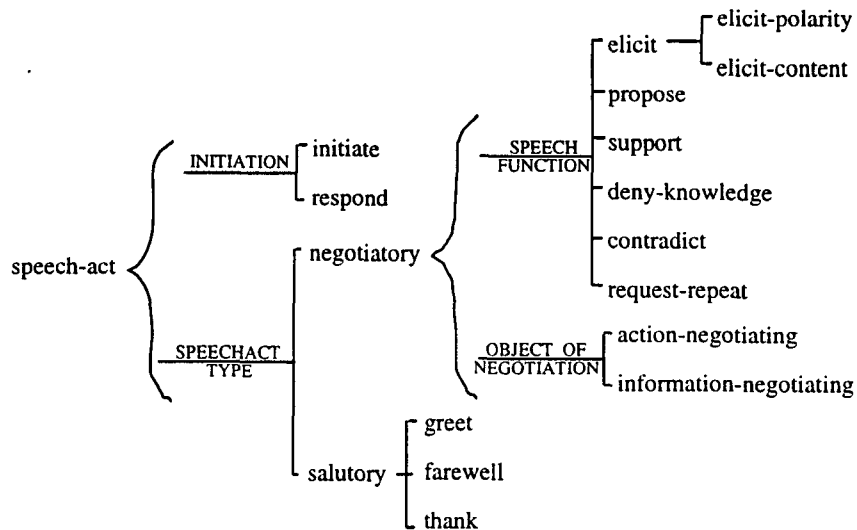 elicit-polarity
elicit
elicit-content
propose
SPEECH
FUNCTION
support
INITIATION
initiate
respond
deny-knowledge
negotiatory
contradict
speech-act
request-repeat
SPEECHACT
TYPE
OBJECT OF
NEGOTIATION
action-negotiating
information-negotiating
greet
salutory
farewell
thank